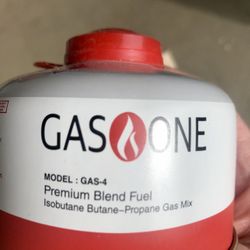 GAS ONE
MODEL : GAS-4
Premium Blend Fuel
Isobutane Butane–Propane Gas Mix